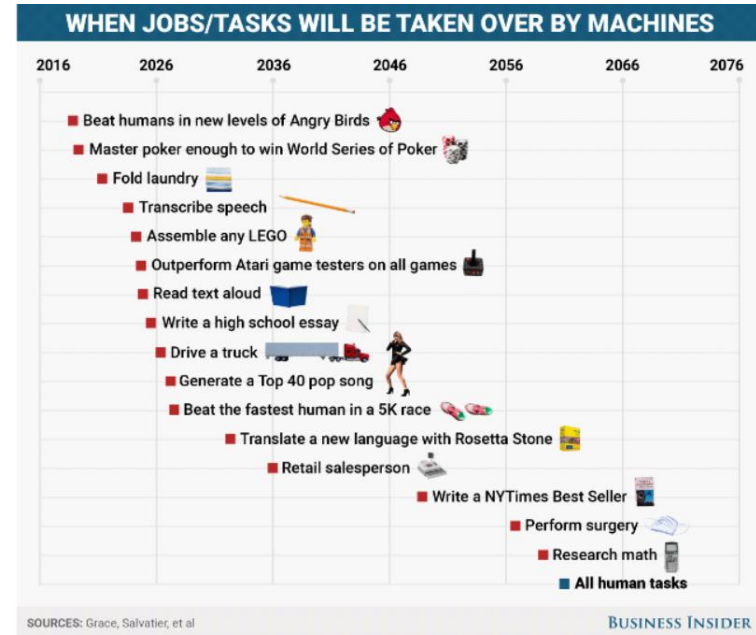 WHEN JOBS/TASKS WILL BE TAKEN OVER BY MACHINES
2016 2026 2036 2046 2056 2066 2076
Beat humans in new levels of Angry Birds
Master poker enough to win World Series of Poker
Fold laundry
Transcribe speech
Assemble any LEGO
Outperform Atari game testers on all games
Read text aloud
Write a high school essay
Drive a truck
Generate a Top 40 pop song
Beat the fastest human in a 5K race
Translate a new language with Rosetta Stone
Retail salesperson
Write a NYTimes Best Seller
Perform surgery
Research math
All human tasks
SOURCES: Grace, Salvatier, et al BUSINESS INSIDER